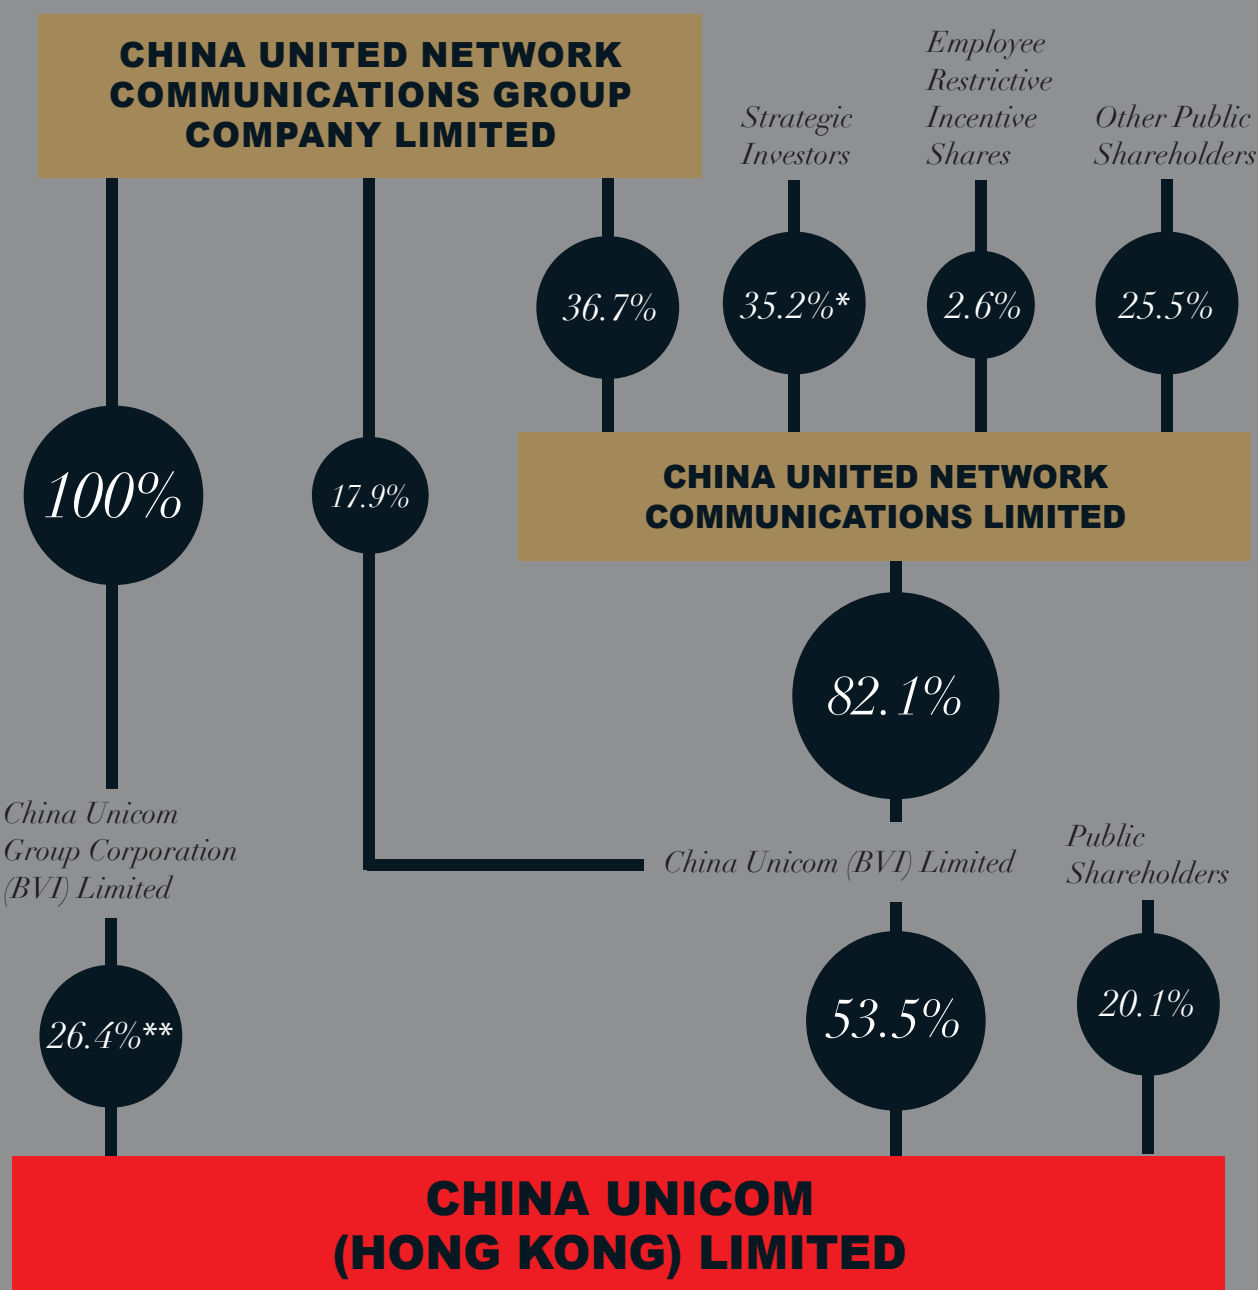 CHINA UNITED NETWORK
COMMUNICATIONS GROUP
COMPANY LIMITED
Strategic
Investors
Employee
Restrictive
Incentive
Shares
Other Public
Shareholders
36.7%
35.2%*
2.6%
25.5%
100%
17.9%
CHINA UNITED NETWORK
COMMUNICATIONS LIMITED
82.1%
China Unicom
Group Corporation
(BVI) Limited
China Unicom (BVI) Limited
Public
Shareholders
26.4%**
53.5%
20.1%
CHINA UNICOM
(HONG KONG) LIMITED